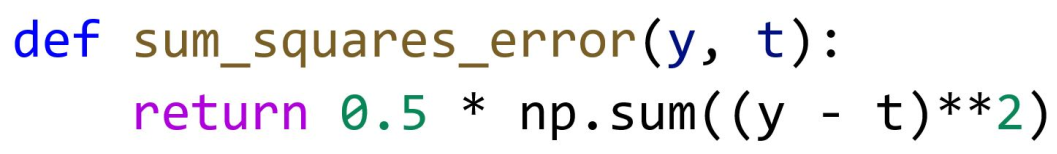 def sum_squares_error(y, t):
    return 0.5 * np.sum((y - t)**2)